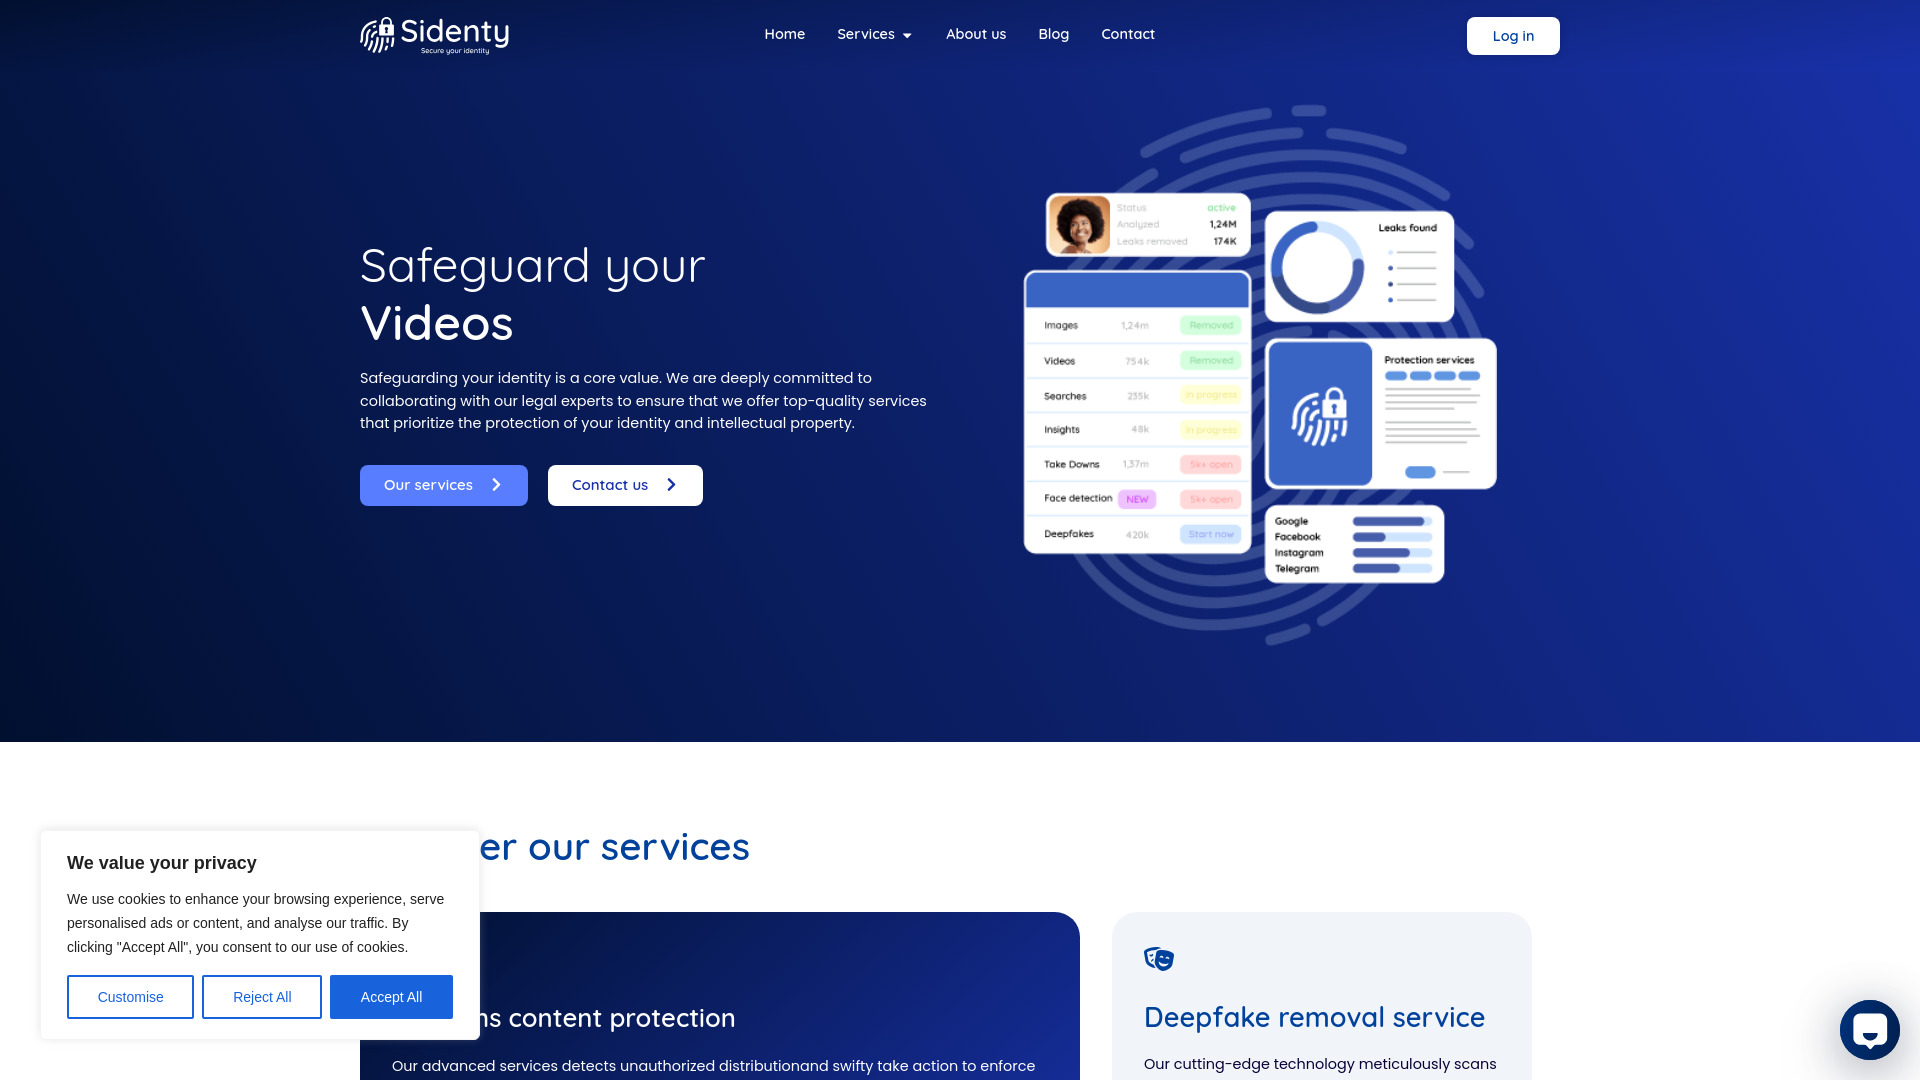 Sidenty
Secure your identity
Home
Services
About us
Blog
Contact
Log in
Safeguard your
Videos
Safeguarding your identity is a core value. We are deeply committed to
collaborating with our legal experts to ensure that we offer top-quality services
that prioritize the protection of your identity and intellectual property.
Our services
Contact us
Status active
Analyzed 1,24M
Leaks removed 174K
Images 1,24m Removed
Videos 754k Removed
Searches 235k in progress
Insights 48k in progress
Take Downs 1,37m 5k+ open
Face detection NEW 5k+ open
Deepfakes 420k Start now
Leaks found
Protection services
Google
Facebook
Instagram
Telegram
er our services
ns content protection
Our advanced services detects unauthorized distributionand swifty take action to enforce
Deepfake removal service
Our cutting-edge technology meticulously scans
We value your privacy
We use cookies to enhance your browsing experience, serve
personalised ads or content, and analyse our traffic. By
clicking "Accept All", you consent to our use of cookies.
Customise
Reject All
Accept All